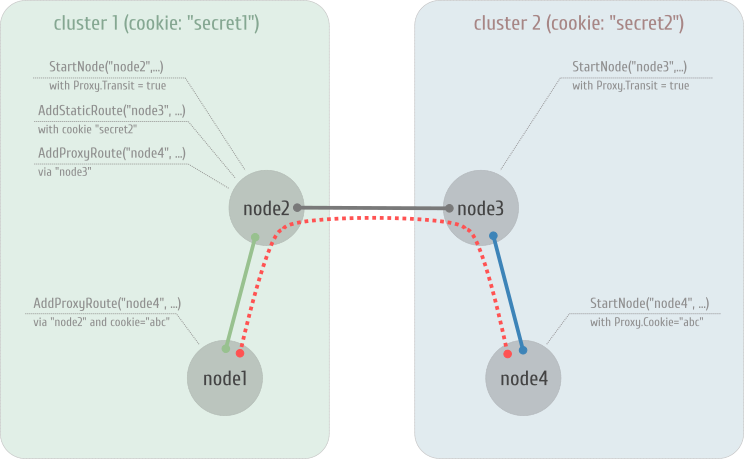 cluster 1 (cookie: "secret1")
StartNode("node2",...)
with Proxy.Transit = true
AddStaticRoute("node3", ...)
with cookie "secret2"
AddProxyRoute("node4", ...)
via "node3"
node2
AddProxyRoute("node4", ...)
via "node2" and cookie="abc"
node1
cluster 2 (cookie: "secret2")
StartNode("node3",...)
with Proxy.Transit = true
node3
StartNode("node4", ...)
with Proxy.Cookie="abc"
node4